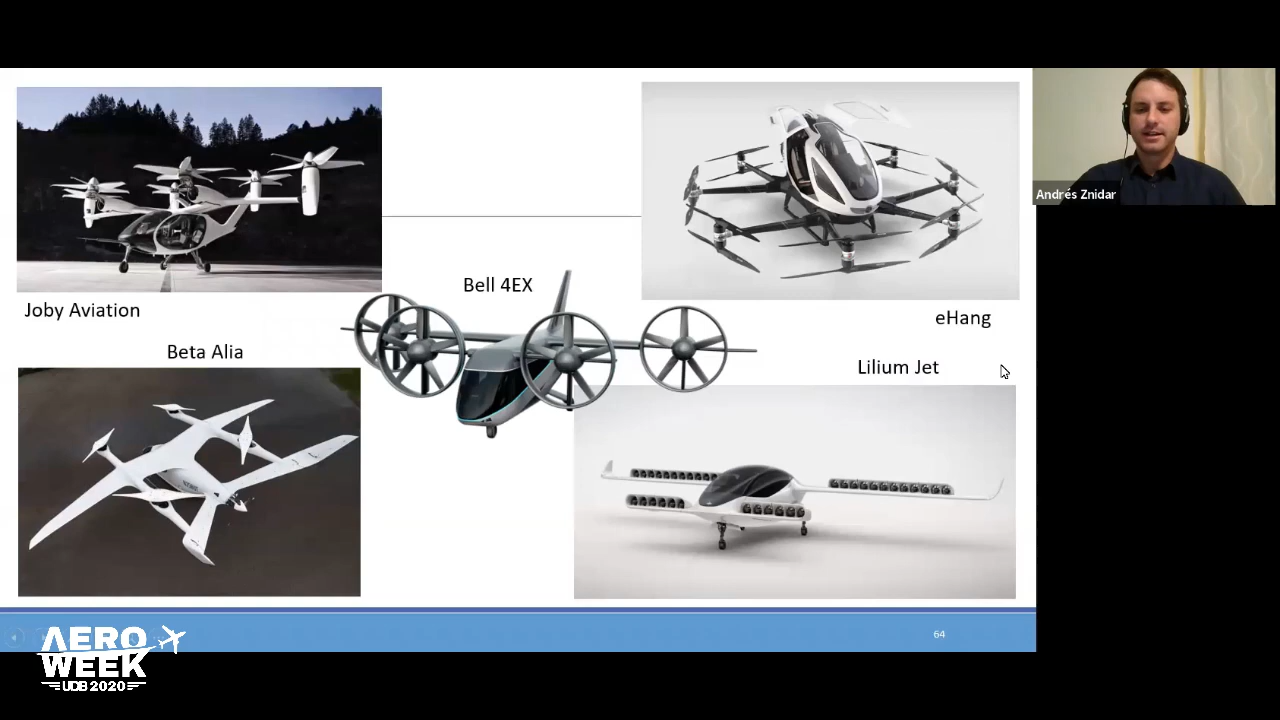 Joby Aviation
Bell 4EX
eHang
Beta Alia
Lilium Jet
64
Andrés Znidar
AERO
WEEK
UDB 2020